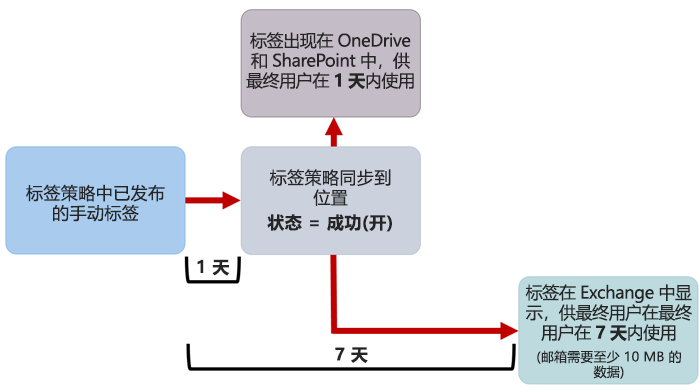 标签出现在 OneDrive
和 SharePoint 中，供
最终用户在 1 天内使用
标签策略中已发布
的手动标签
标签策略同步到
位置
状态 = 成功(开)
1 天
标签在 Exchange 中显
示，供最终用户在最终
用户在 7 天内使用
(邮箱需要至少 10 MB 的
数据)
7 天